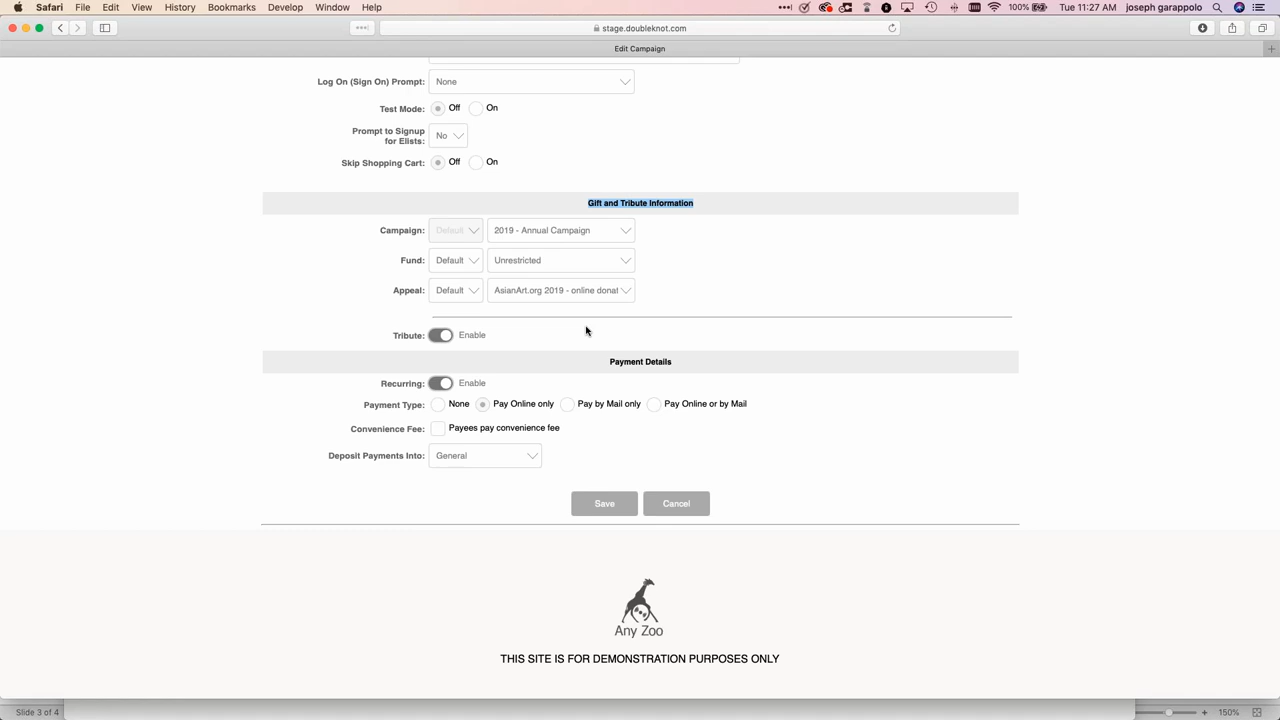 Safari File Edit View History Bookmarks Develop Window Help 100% Tue 11:27 AM joseph garappolo
stage.doubleknot.com
Edit Campaign
Log On (Sign On) Prompt: None
Test Mode: Off On
Prompt to Signup
for Elists: No
Skip Shopping Cart: Off On
Gift and Tribute Information
Campaign: Default 2019 - Annual Campaign
Fund: Default Unrestricted
Appeal: Default AsianArt.org 2019 - online donat
Tribute: Enable
Payment Details
Recurring: Enable
Payment Type: None Pay Online only Pay by Mail only Pay Online or by Mail
Convenience Fee: Payees pay convenience fee
Deposit Payments Into: General
Save Cancel
Any Zoo
THIS SITE IS FOR DEMONSTRATION PURPOSES ONLY
Slide 3 of 4 150%